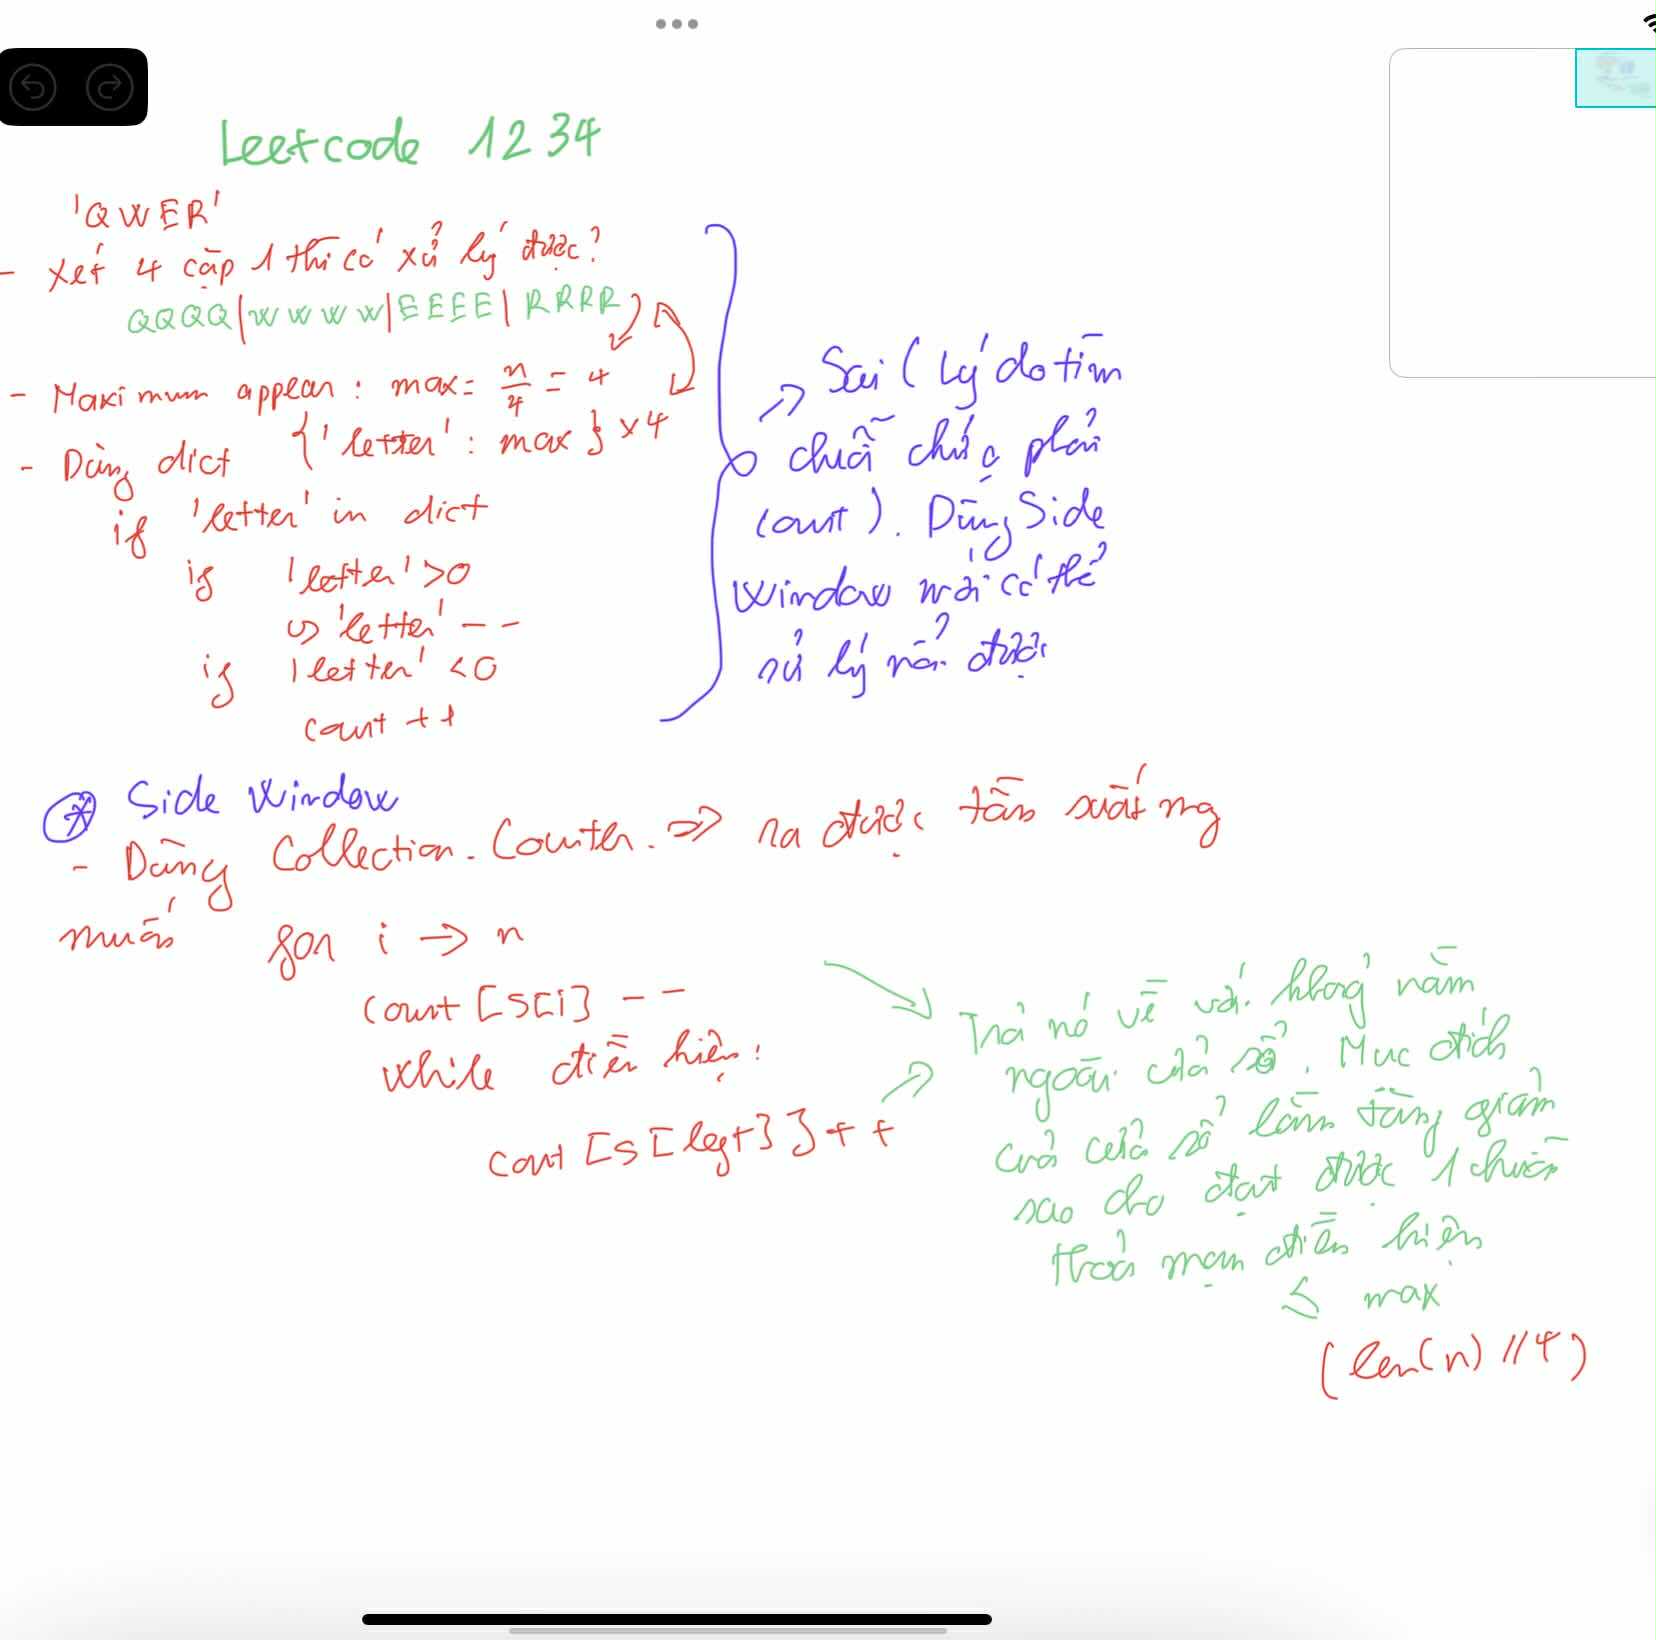 Leetcode 1234
'QWER'
- xét 4 cặp 1 thì có xử lý được?
QQQQ|WWWW|EEEE|RRRR
- Maximum appear: max = n/4 = 4
- Dùng dict {'letter': max} x4
if 'letter' in dict
if 'letter' >0
↪ 'letter' --
if 'letter' <0
count ++
→ Sai (Lý do tìm
chuỗi chứ o phải
count). Dùng Side
Window mới có thể
xử lý nổi được
* Side Window
- Dùng Collection. Counter. => ra được tần suất mg
muốn
for i → n
count [s[i] --
while điều kiện:
count [s[left]]++
Trả nó về với khoảng nằm
ngoài cửa sổ. Mục đích
của cửa sổ làm tăng giảm
sao cho đạt được 1 chuỗi
thoả mạn điều kiện
≤ max
(len(n) //4)